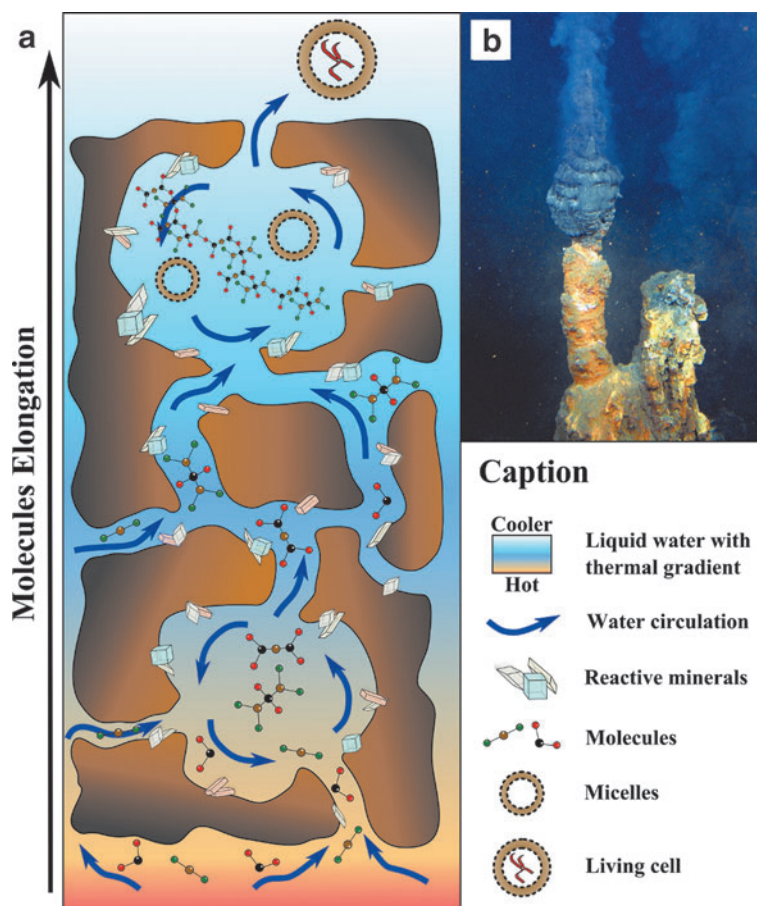 a
b
Molecules Elongation
Caption
Cooler
Hot
Liquid water with
thermal gradient
Water circulation
Reactive minerals
Molecules
Micelles
Living cell